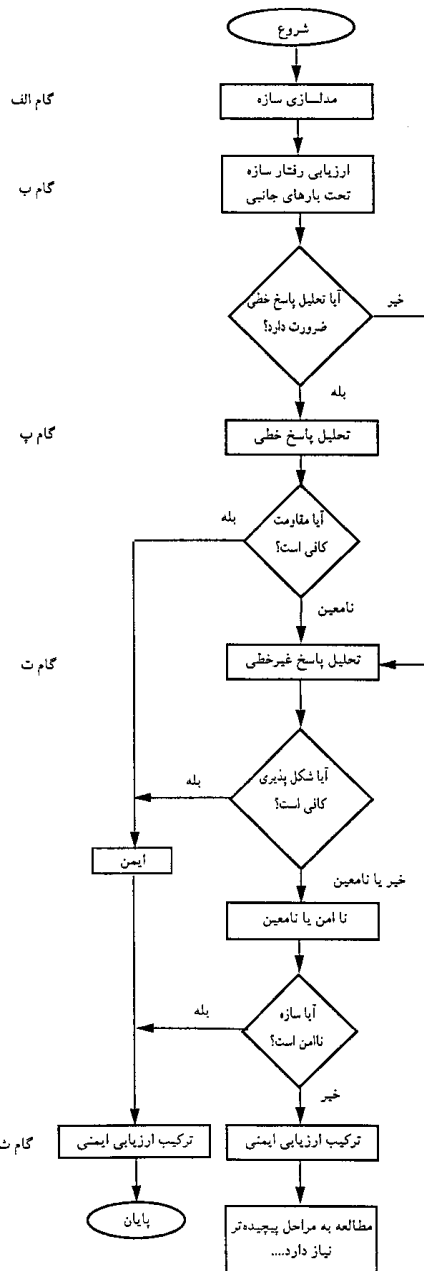 شروع
گام الف
مدلسازی سازه
گام ب
ارزیابی رفتار سازه
تحت بارهای جانبی
آیا تحلیل پاسخ خطی
ضرورت دارد؟
خیر
بله
گام پ
تحلیل پاسخ خطی
آیا مقاومت
کافی است؟
بله
نامعین
گام ت
تحلیل پاسخ غیرخطی
آیا شکل پذیری
کافی است؟
بله
ایمن
خیر یا نامعین
نا امن یا نامعین
آیا سازه
ناامن است؟
بله
خیر
گام ث
ترکیب ارزیابی ایمنی
ترکیب ارزیابی ایمنی
پایان
مطالعه به مراحل پیچیده‌تر
نیاز دارد....